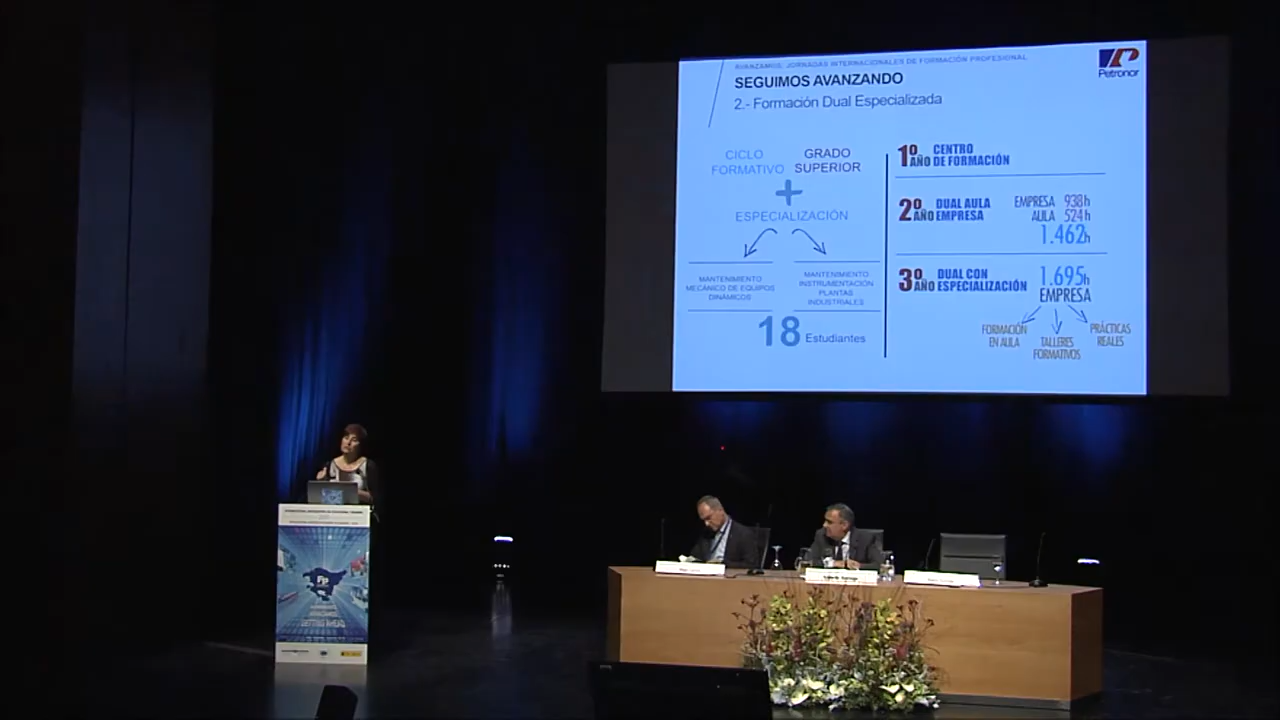 AVANZAMOS. JORNADAS INTERNACIONALES DE FORMACIÓN PROFESIONAL
SEGUIMOS AVANZANDO
2.- Formación Dual Especializada
Petronor
CICLO
FORMATIVO
GRADO
SUPERIOR
+
ESPECIALIZACIÓN
MANTENIMIENTO
MECÁNICO DE EQUIPOS
DINÁMICOS
MANTENIMIENTO
INSTRUMENTACIÓN
PLANTAS
INDUSTRIALES
18 Estudiantes
1º AÑO
CENTRO
DE FORMACIÓN
2º AÑO
DUAL AULA
EMPRESA
EMPRESA 938h
AULA 524h
1.462h
3º AÑO
DUAL CON
ESPECIALIZACIÓN
1.695h
EMPRESA
FORMACIÓN
EN AULA
TALLERES
FORMATIVOS
PRÁCTICAS
REALES
Fp
GETTING AHEAD